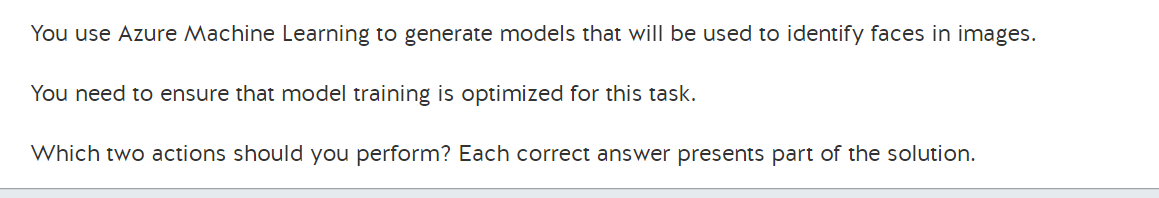 You use Azure Machine Learning to generate models that will be used to identify faces in images.
You need to ensure that model training is optimized for this task.
Which two actions should you perform? Each correct answer presents part of the solution.